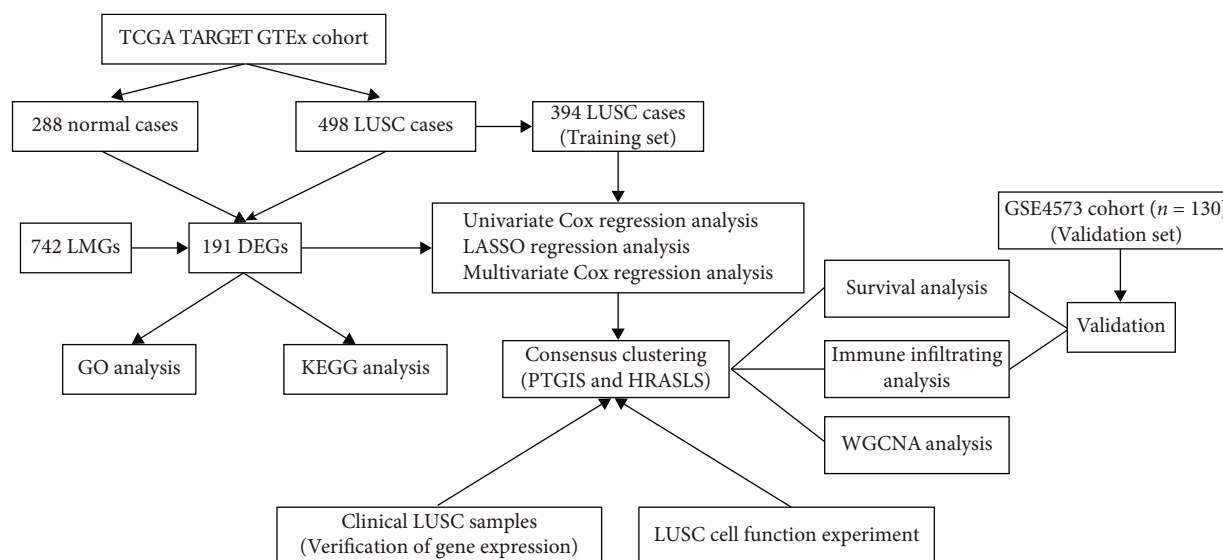 TCGA TARGET GTEx cohort
288 normal cases
498 LUSC cases
394 LUSC cases
(Training set)
742 LMGs
191 DEGs
Univariate Cox regression analysis
LASSO regression analysis
Multivariate Cox regression analysis
GSE4573 cohort (n = 130)
(Validation set)
GO analysis
KEGG analysis
Consensus clustering
(PTGIS and HRASLS)
Survival analysis
Immune infiltrating
analysis
WGCNA analysis
Validation
Clinical LUSC samples
(Verification of gene expression)
LUSC cell function experiment